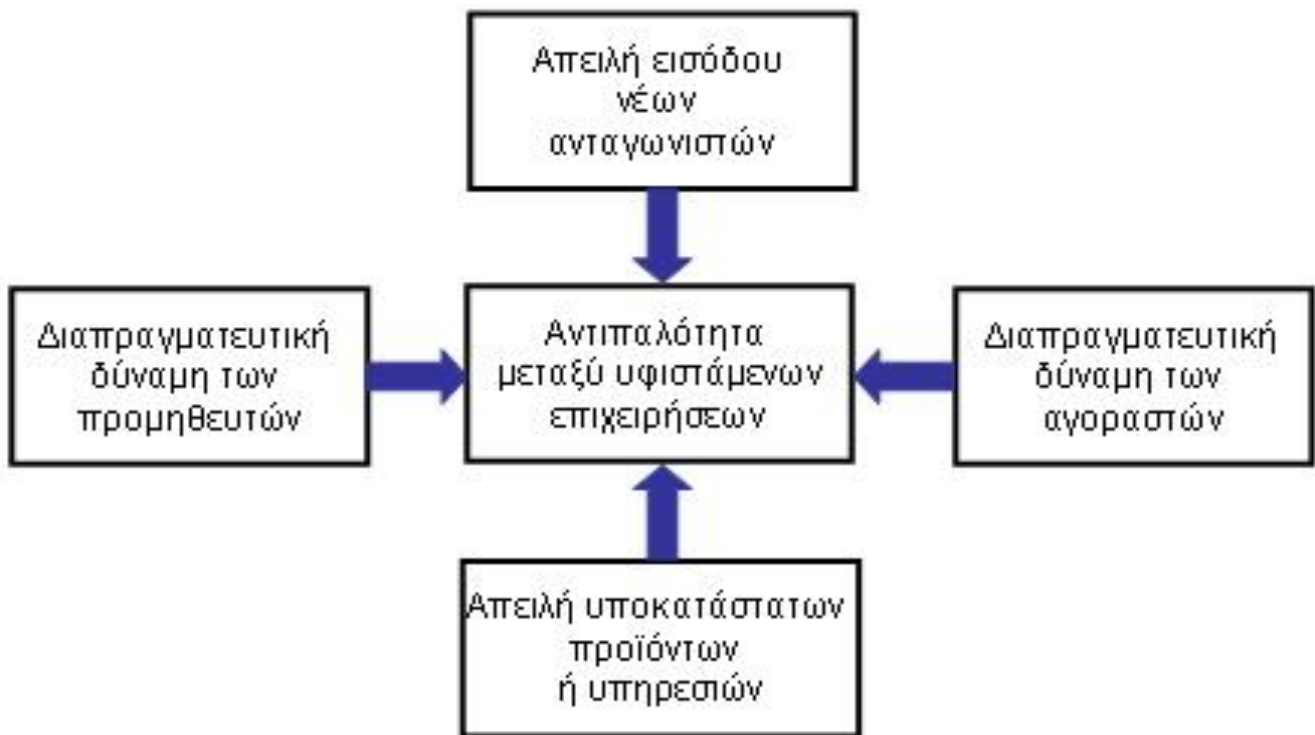 Απειλή εισόδου
νέων
ανταγωνιστών
Διαπραγματευτική
δύναμη των
προμηθευτών
Αντιπαλότητα
μεταξύ υφιστάμενων
επιχειρήσεων
Διαπραγματευτική
δύναμη των
αγοραστών
Απειλή υποκατάστατων
προϊόντων
ή υπηρεσιών